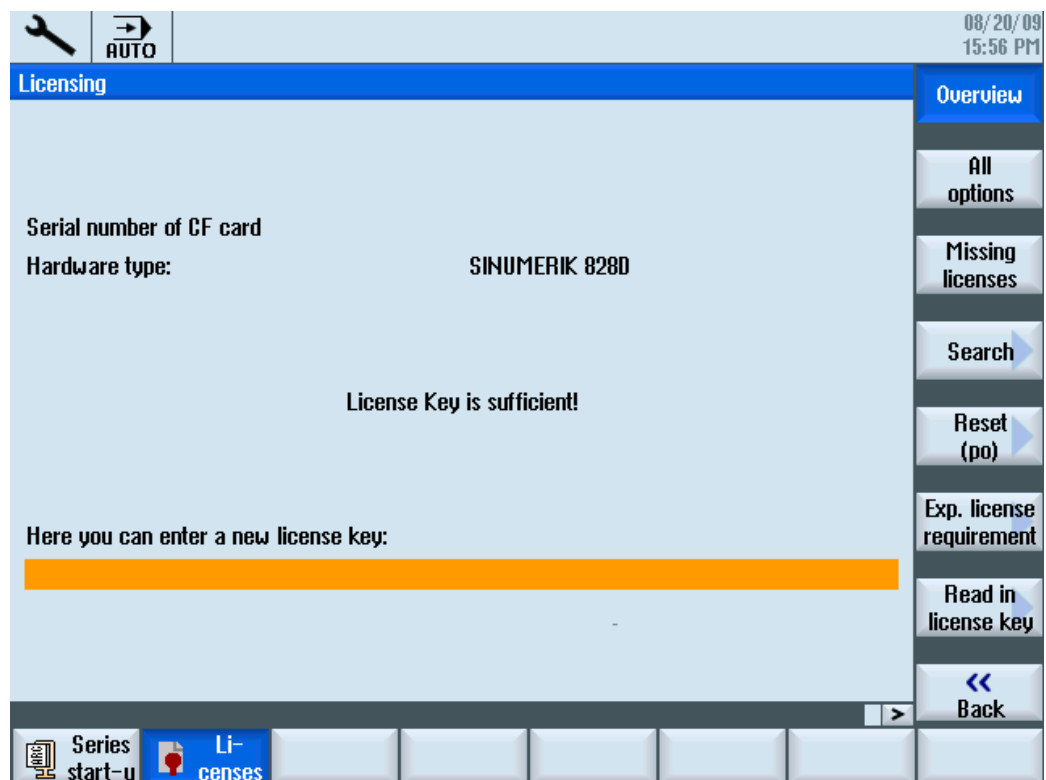 AUTO
08/20/09
15:56 PM
Licensing
Serial number of CF card
Hardware type: SINUMERIK 828D
License Key is sufficient!
Here you can enter a new license key:
-
Overview
All
options
Missing
licenses
Search
Reset
(po)
Exp. license
requirement
Read in
license key
<<
Back
>
Series
start-u
Li-
censes